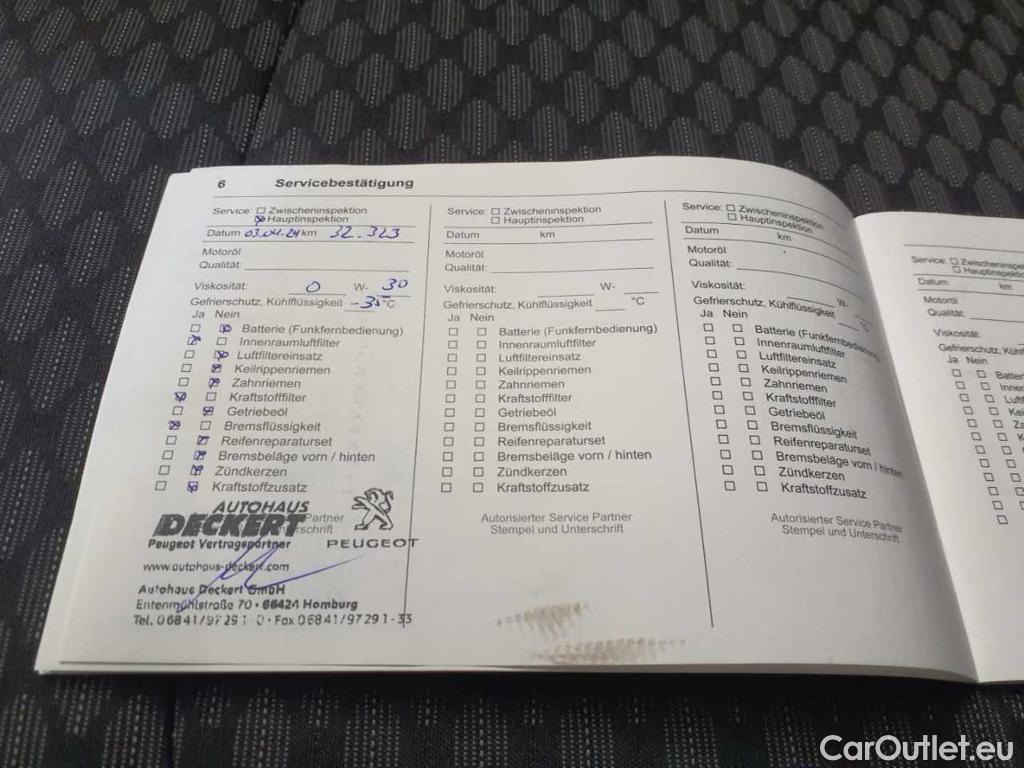 6 Servicebestätigung
Service: Zwischeninspektion
Hauptinspektion
Datum 03.04.24 km 32.323
Motoröl
Qualität:
Viskosität: 0 W- 30
Gefrierschutz, Kühlflüssigkeit -35 °C
Ja Nein
Batterie (Funkfernbedienung)
Innenraumluftfilter
Luftfiltereinsatz
Keilrippenriemen
Zahnriemen
Kraftstofffilter
Getriebeöl
Bremsflüssigkeit
Reifenreparaturset
Bremsbeläge vorn / hinten
Zündkerzen
Kraftstoffzusatz
Partner
Unterschrift
AUTOHAUS
DECKERT
Peugeot Vertragspartner
PEUGEOT
www.autohaus-deckert.com
Autohaus Deckert GmbH
Entenmühlstraße 70 • 66424 Homburg
Tel. 06841/97291-0 • Fax 06841/97291-33
Service: Zwischeninspektion
Hauptinspektion
Datum km
Motoröl
Qualität:
Viskosität: W-
Gefrierschutz, Kühlflüssigkeit °C
Ja Nein
Batterie (Funkfernbedienung)
Innenraumluftfilter
Luftfiltereinsatz
Keilrippenriemen
Zahnriemen
Kraftstofffilter
Getriebeöl
Bremsflüssigkeit
Reifenreparaturset
Bremsbeläge vorn / hinten
Zündkerzen
Kraftstoffzusatz
Autorisierter Service Partner
Stempel und Unterschrift
Service: Zwischeninspektion
Hauptinspektion
Datum km
Motoröl
Qualität:
Viskosität: W-
Gefrierschutz, Kühlflüssigkeit °C
Ja Nein
Batterie (Funkfernbedienung)
Innenraumluftfilter
Luftfiltereinsatz
Keilrippenriemen
Zahnriemen
Kraftstofffilter
Getriebeöl
Bremsflüssigkeit
Reifenreparaturset
Bremsbeläge vorn / hinten
Zündkerzen
Kraftstoffzusatz
Autorisierter Service Partner
Stempel und Unterschrift
Service: Zwischeninspektion
Hauptinspektion
Datum km
Motoröl
Qualität:
Viskosität:
Ja Nein
CarOutlet.eu